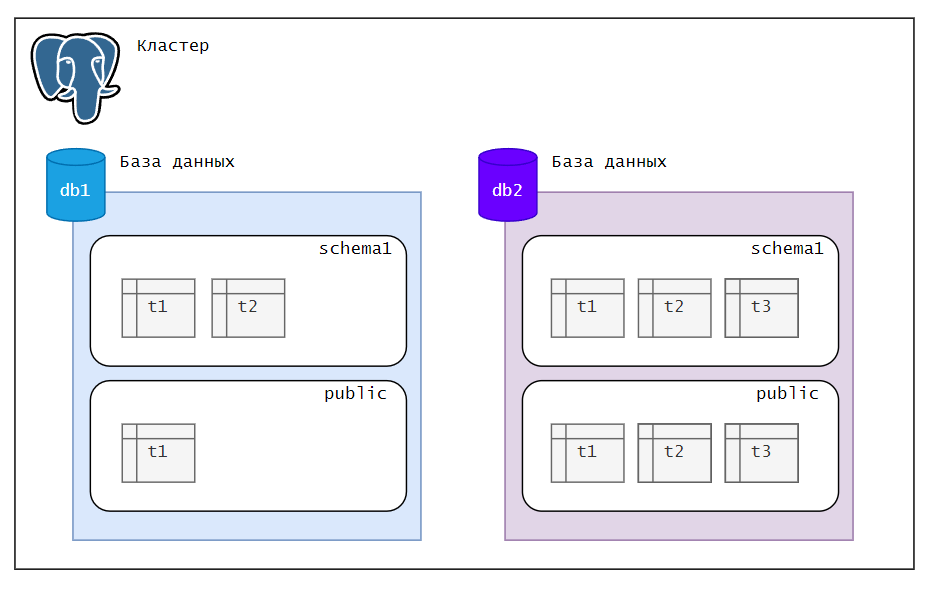 Кластер
База данных
db1
schema1
t1 t2
public
t1
База данных
db2
schema1
t1 t2 t3
public
t1 t2 t3